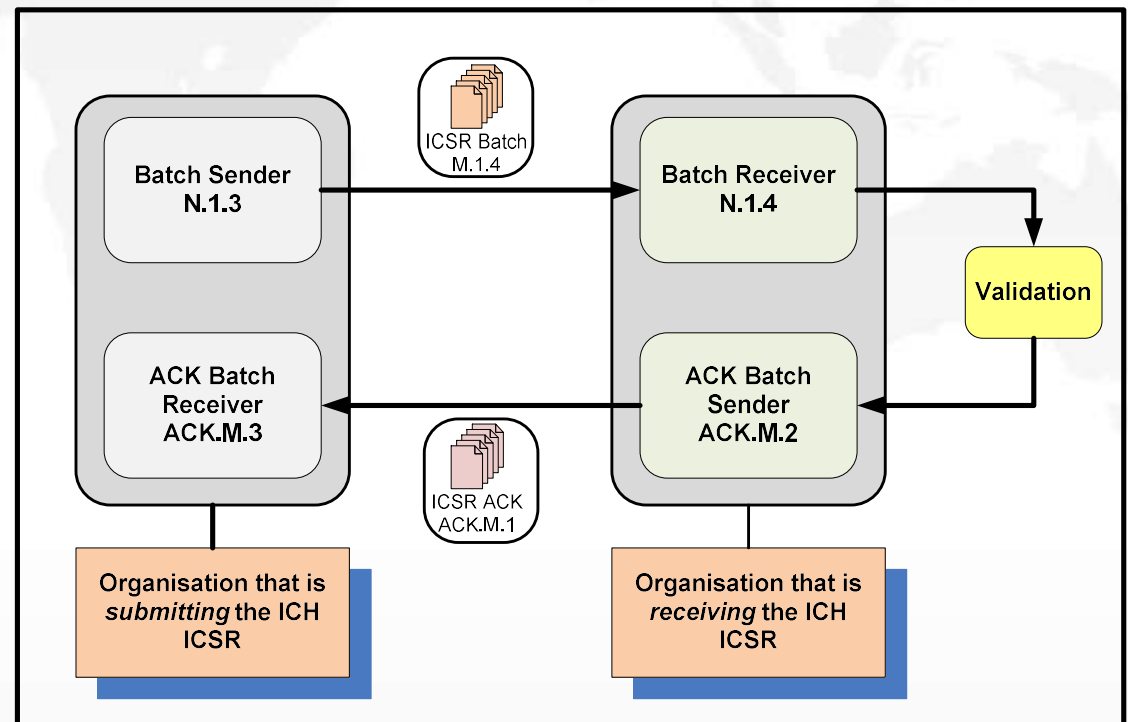 ICSR Batch
M.1.4
Batch Sender
N.1.3
Batch Receiver
N.1.4
Validation
ACK Batch
Receiver
ACK.M.3
ACK Batch
Sender
ACK.M.2
ICSR ACK
ACK.M.1
Organisation that is
submitting the ICH
ICSR
Organisation that is
receiving the ICH
ICSR